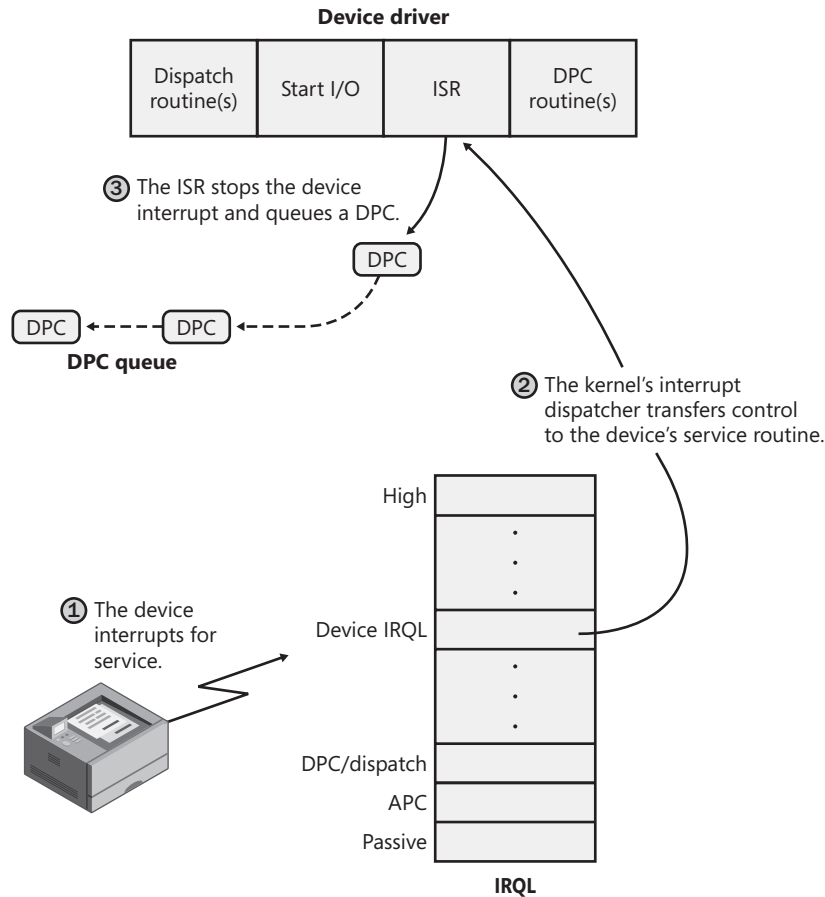 Device driver
Dispatch
routine(s)
Start I/O
ISR
DPC
routine(s)
3 The ISR stops the device
interrupt and queues a DPC.
DPC
DPC
DPC
DPC queue
2 The kernel's interrupt
dispatcher transfers control
to the device's service routine.
High
1 The device
interrupts for
service.
Device IRQL
DPC/dispatch
APC
Passive
IRQL